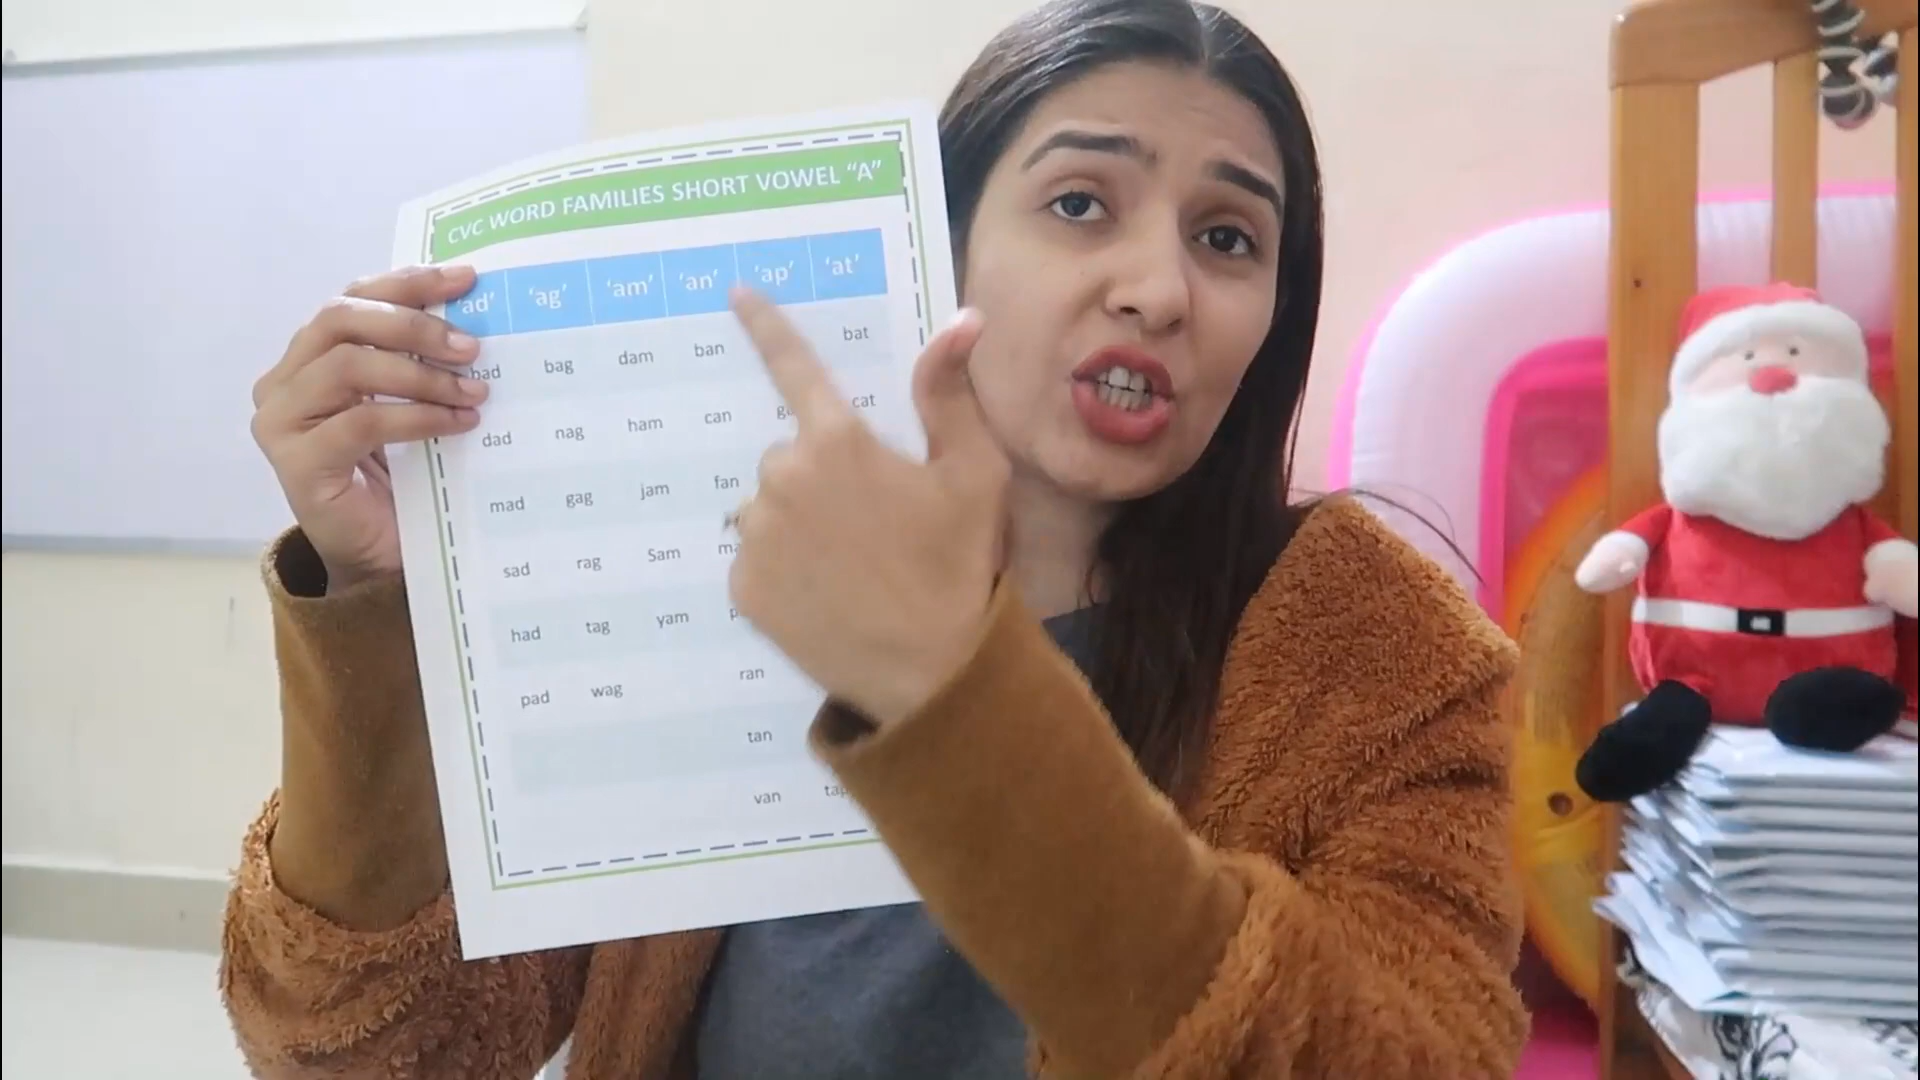 CVC WORD FAMILIES SHORT VOWEL “A”
‘ad’ ‘ag’ ‘am’ ‘an’ ‘ap’ ‘at’
bad bag dam ban bat
dad nag ham can cat
mad gag jam fan
sad rag Sam
had tag yam
pad wag ran
tan
van